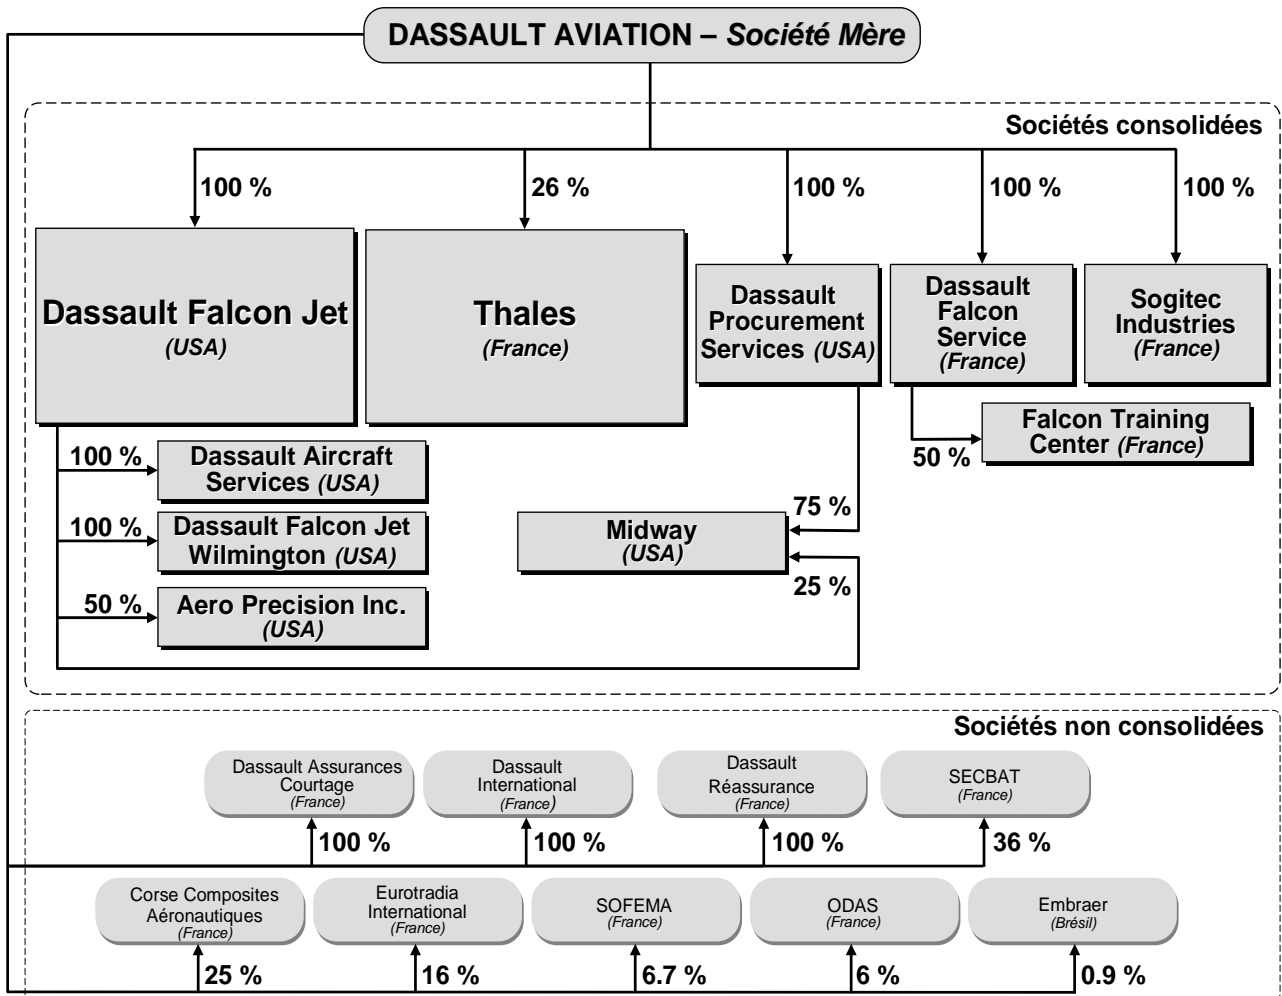 DASSAULT AVIATION – Société Mère
Sociétés consolidées
100 %
26 %
100 %
100 %
100 %
Dassault Falcon Jet
(USA)
Thales
(France)
Dassault
Procurement
Services (USA)
Dassault
Falcon
Service
(France)
Sogitec
Industries
(France)
Falcon Training
Center (France)
50 %
100 %
Dassault Aircraft
Services (USA)
100 %
Dassault Falcon Jet
Wilmington (USA)
50 %
Aero Precision Inc.
(USA)
75 %
Midway
(USA)
25 %
Sociétés non consolidées
Dassault Assurances
Courtage
(France)
Dassault
International
(France)
Dassault
Réassurance
(France)
SECBAT
(France)
100 %
100 %
100 %
36 %
Corse Composites
Aéronautiques
(France)
Eurotradia
International
(France)
SOFEMA
(France)
ODAS
(France)
Embraer
(Brésil)
25 %
16 %
6.7 %
6 %
0.9 %